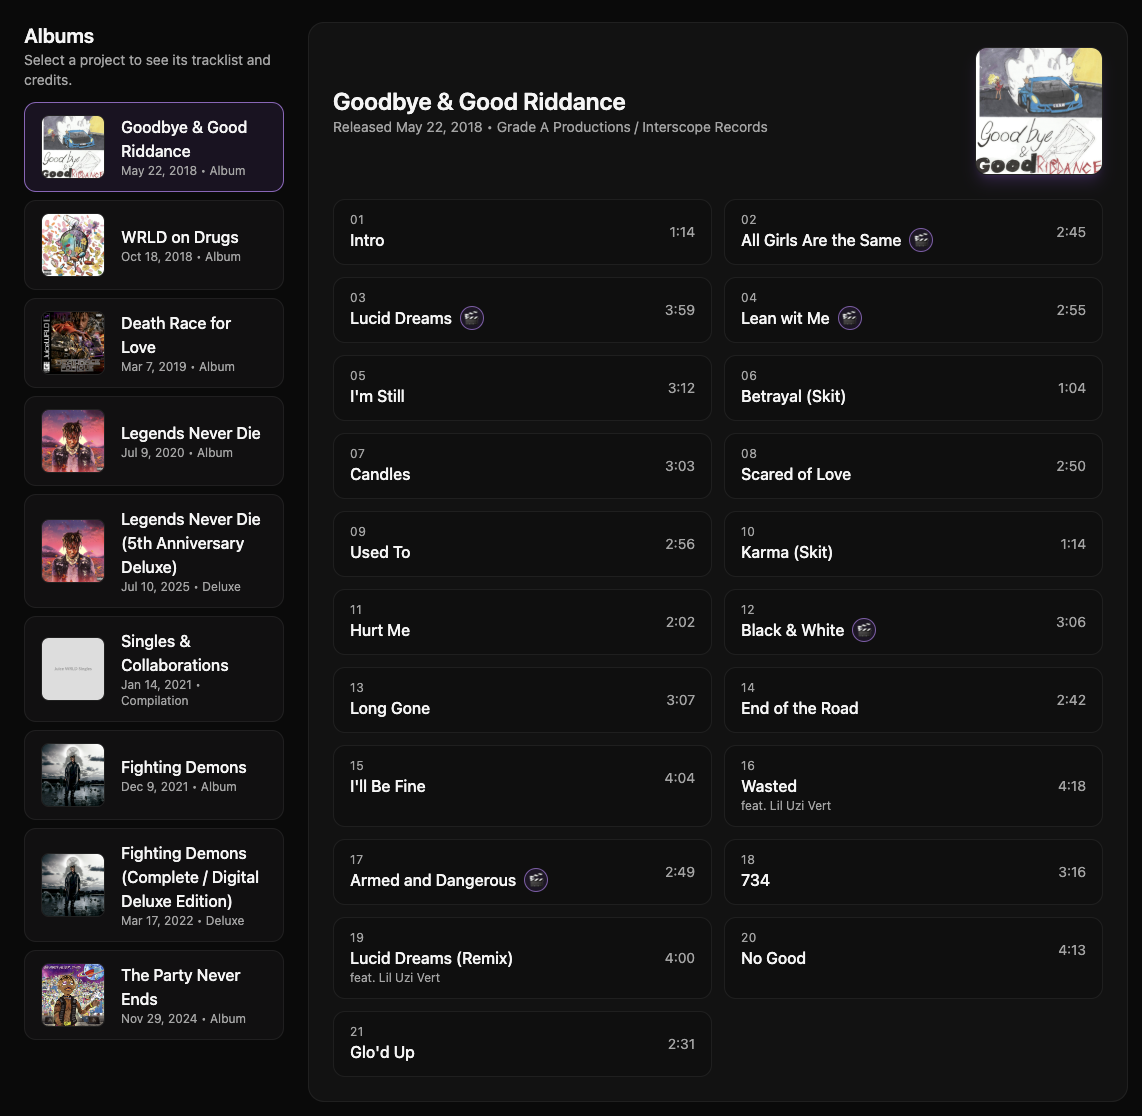 Albums
Select a project to see its tracklist and
credits.
Goodbye & Good
Riddance
May 22, 2018 • Album
WRLD on Drugs
Oct 18, 2018 • Album
Death Race for
Love
Mar 7, 2019 • Album
Legends Never Die
Jul 9, 2020 • Album
Legends Never Die
(5th Anniversary
Deluxe)
Jul 10, 2025 • Deluxe
Juice WRLD Singles
Singles &
Collaborations
Jan 14, 2021 •
Compilation
Fighting Demons
Dec 9, 2021 • Album
Fighting Demons
(Complete / Digital
Deluxe Edition)
Mar 17, 2022 • Deluxe
The Party Never
Ends
Nov 29, 2024 • Album
Goodbye & Good Riddance
Released May 22, 2018 • Grade A Productions / Interscope Records
Good bye
&
Good RIDDANCE
01
Intro
1:14
02
All Girls Are the Same
2:45
03
Lucid Dreams
3:59
04
Lean wit Me
2:55
05
I'm Still
3:12
06
Betrayal (Skit)
1:04
07
Candles
3:03
08
Scared of Love
2:50
09
Used To
2:56
10
Karma (Skit)
1:14
11
Hurt Me
2:02
12
Black & White
3:06
13
Long Gone
3:07
14
End of the Road
2:42
15
I'll Be Fine
4:04
16
Wasted
feat. Lil Uzi Vert
4:18
17
Armed and Dangerous
2:49
18
734
3:16
19
Lucid Dreams (Remix)
feat. Lil Uzi Vert
4:00
20
No Good
4:13
21
Glo'd Up
2:31